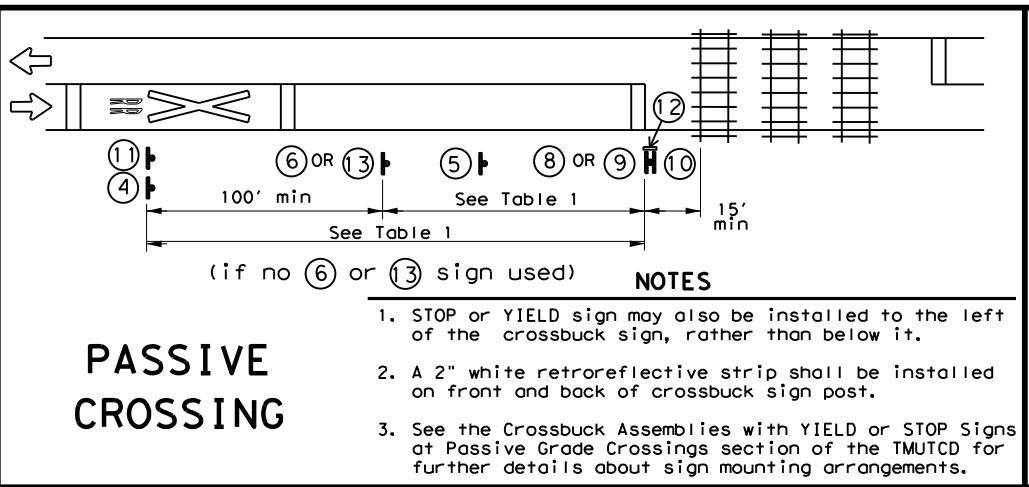 RR
12
11
6 OR 13
5
8 OR 9
10
4
100' min
See Table 1
15'
min
See Table 1
(if no 6 or 13 sign used)
NOTES
1. STOP or YIELD sign may also be installed to the left
of the crossbuck sign, rather than below it.
PASSIVE
CROSSING
2. A 2" white retroreflective strip shall be installed
on front and back of crossbuck sign post.
3. See the Crossbuck Assemblies with YIELD or STOP Signs
at Passive Grade Crossings section of the TMUTCD for
further details about sign mounting arrangements.